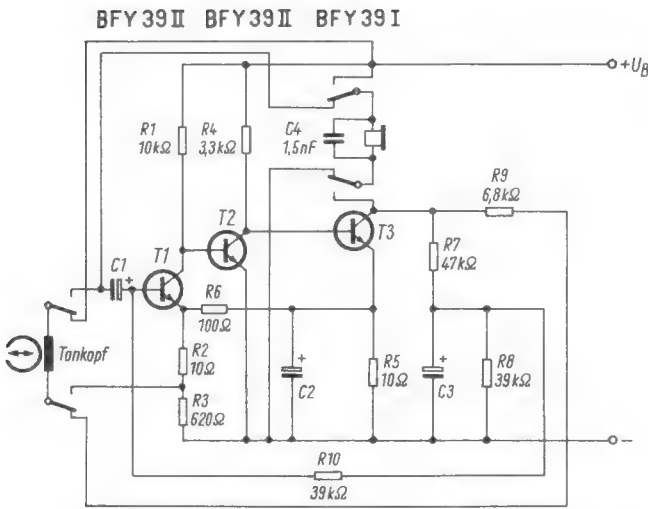 BFY39II BFY39II BFY39I
+UB
R1
10kΩ
R4
3,3kΩ
C4
1,5nF
R9
6,8kΩ
T2
T3
T1
C1
+
R7
47kΩ
R6
100Ω
Tonkopf
R2
10Ω
+
C2
R5
10Ω
+
C3
R8
39kΩ
R3
620Ω
−
R10
39kΩ